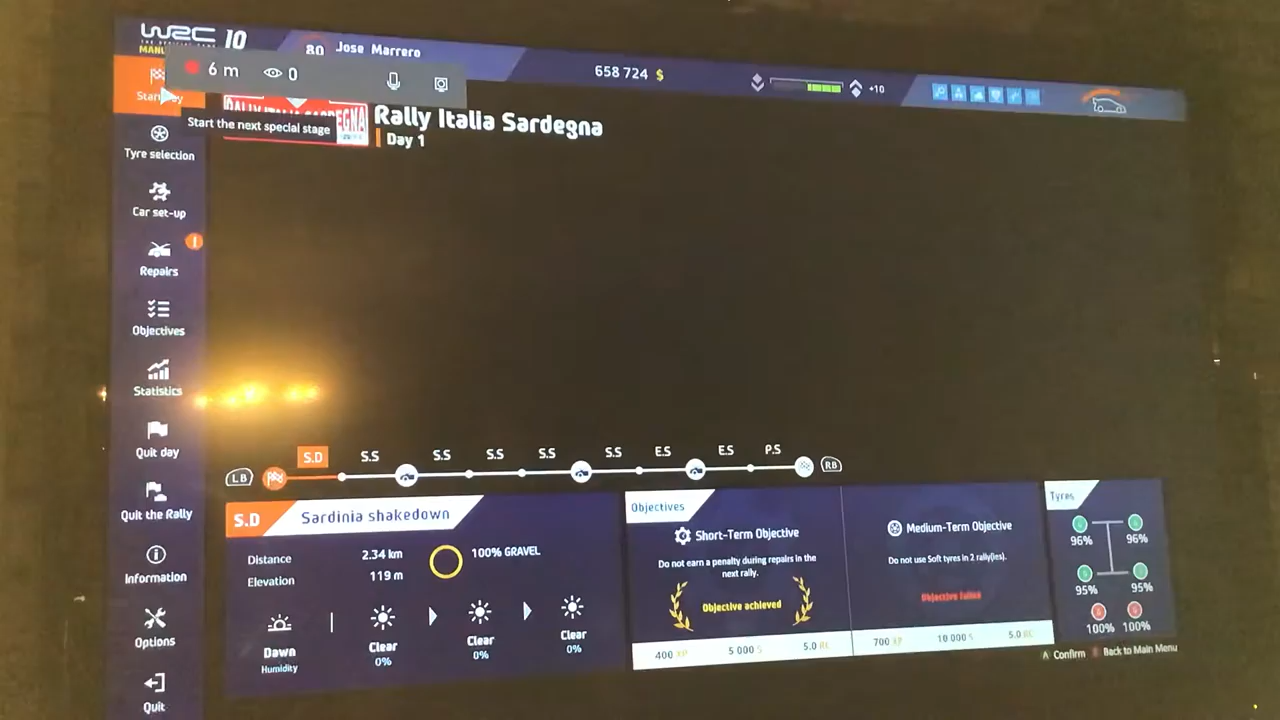 WRC 10
80 Jose Marrero
658 724 $
+10
6 m 0
Start the next special stage
Rally Italia Sardegna
Day 1
Tyre selection
Car set-up
Repairs
Objectives
Statistics
Quit day
Quit the Rally
Information
Options
Quit
LB S.D S.S S.S S.S S.S S.S E.S E.S P.S RB
S.D Sardinia shakedown
Distance 2.34 km
Elevation 119 m
100% GRAVEL
Dawn
Humidity
Clear Clear Clear
0% 0% 0%
Objectives
Short-Term Objective
Do not earn a penalty during repairs in the
next rally.
Objective achieved
400 XP 5 000 $ 5.0
Medium-Term Objective
Do not use Soft tyres in 2 rally(ies).
Objective failed
700 XP 10 000 $ 5.0
Tyres
96% 96%
95% 95%
100% 100%
A Confirm Back to Main Menu